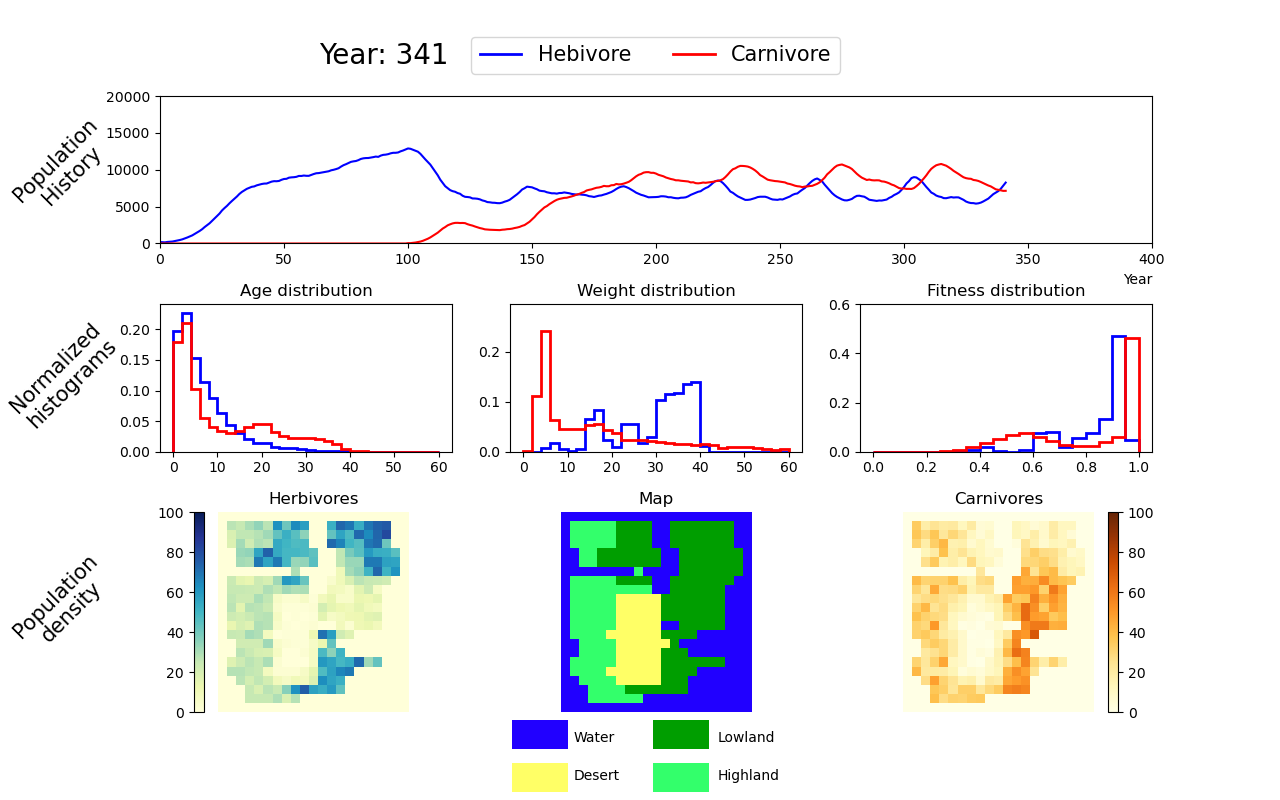 Year: 341
Hebivore
Carnivore
Population
History
20000
15000
10000
5000
0
0 50 100 150 200 250 300 350 400
Year
Normalized
histograms
Age distribution
0.20
0.15
0.10
0.05
0.00
0 10 20 30 40 50 60
Weight distribution
0.2
0.1
0.0
0 10 20 30 40 50 60
Fitness distribution
0.6
0.4
0.2
0.0
0.0 0.2 0.4 0.6 0.8 1.0
Population
density
Herbivores
100
80
60
40
20
0
Map
Carnivores
100
80
60
40
20
0
Water
Lowland
Desert
Highland